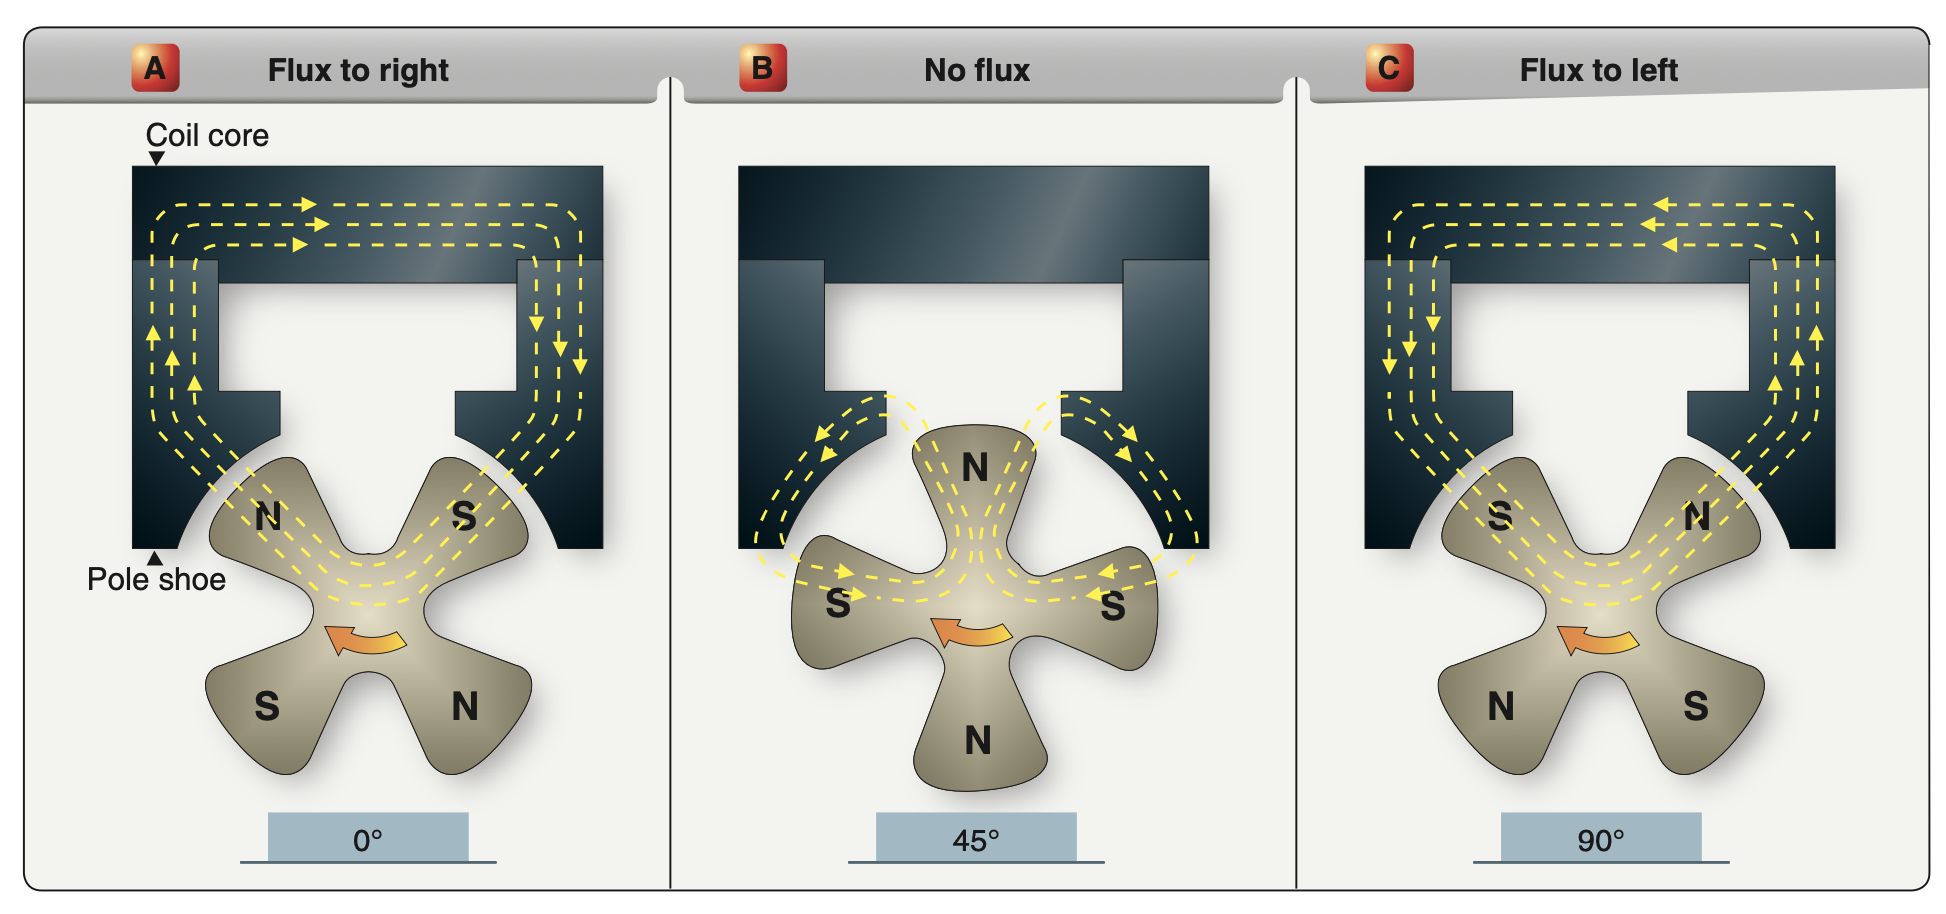 A Flux to right
B No flux
C Flux to left
Coil core
N S
N
S N
Pole shoe
S S
S N
N
N S
0°
45°
90°